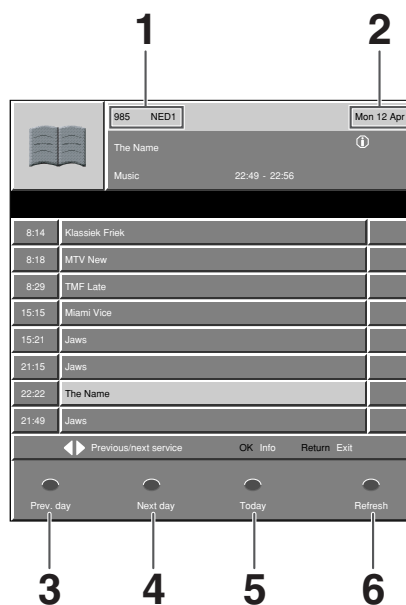 1 2
985 NED1 Mon 12 Apr
The Name
Music 22:49 - 22:56
8:14 Klassiek Friek
8:18 MTV New
8:29 TMF Late
15:15 Miami Vice
15:21 Jaws
21:15 Jaws
22:22 The Name
21:49 Jaws
Previous/next service OK Info Return Exit
Prev. day Next day Today Refresh
3 4 5 6